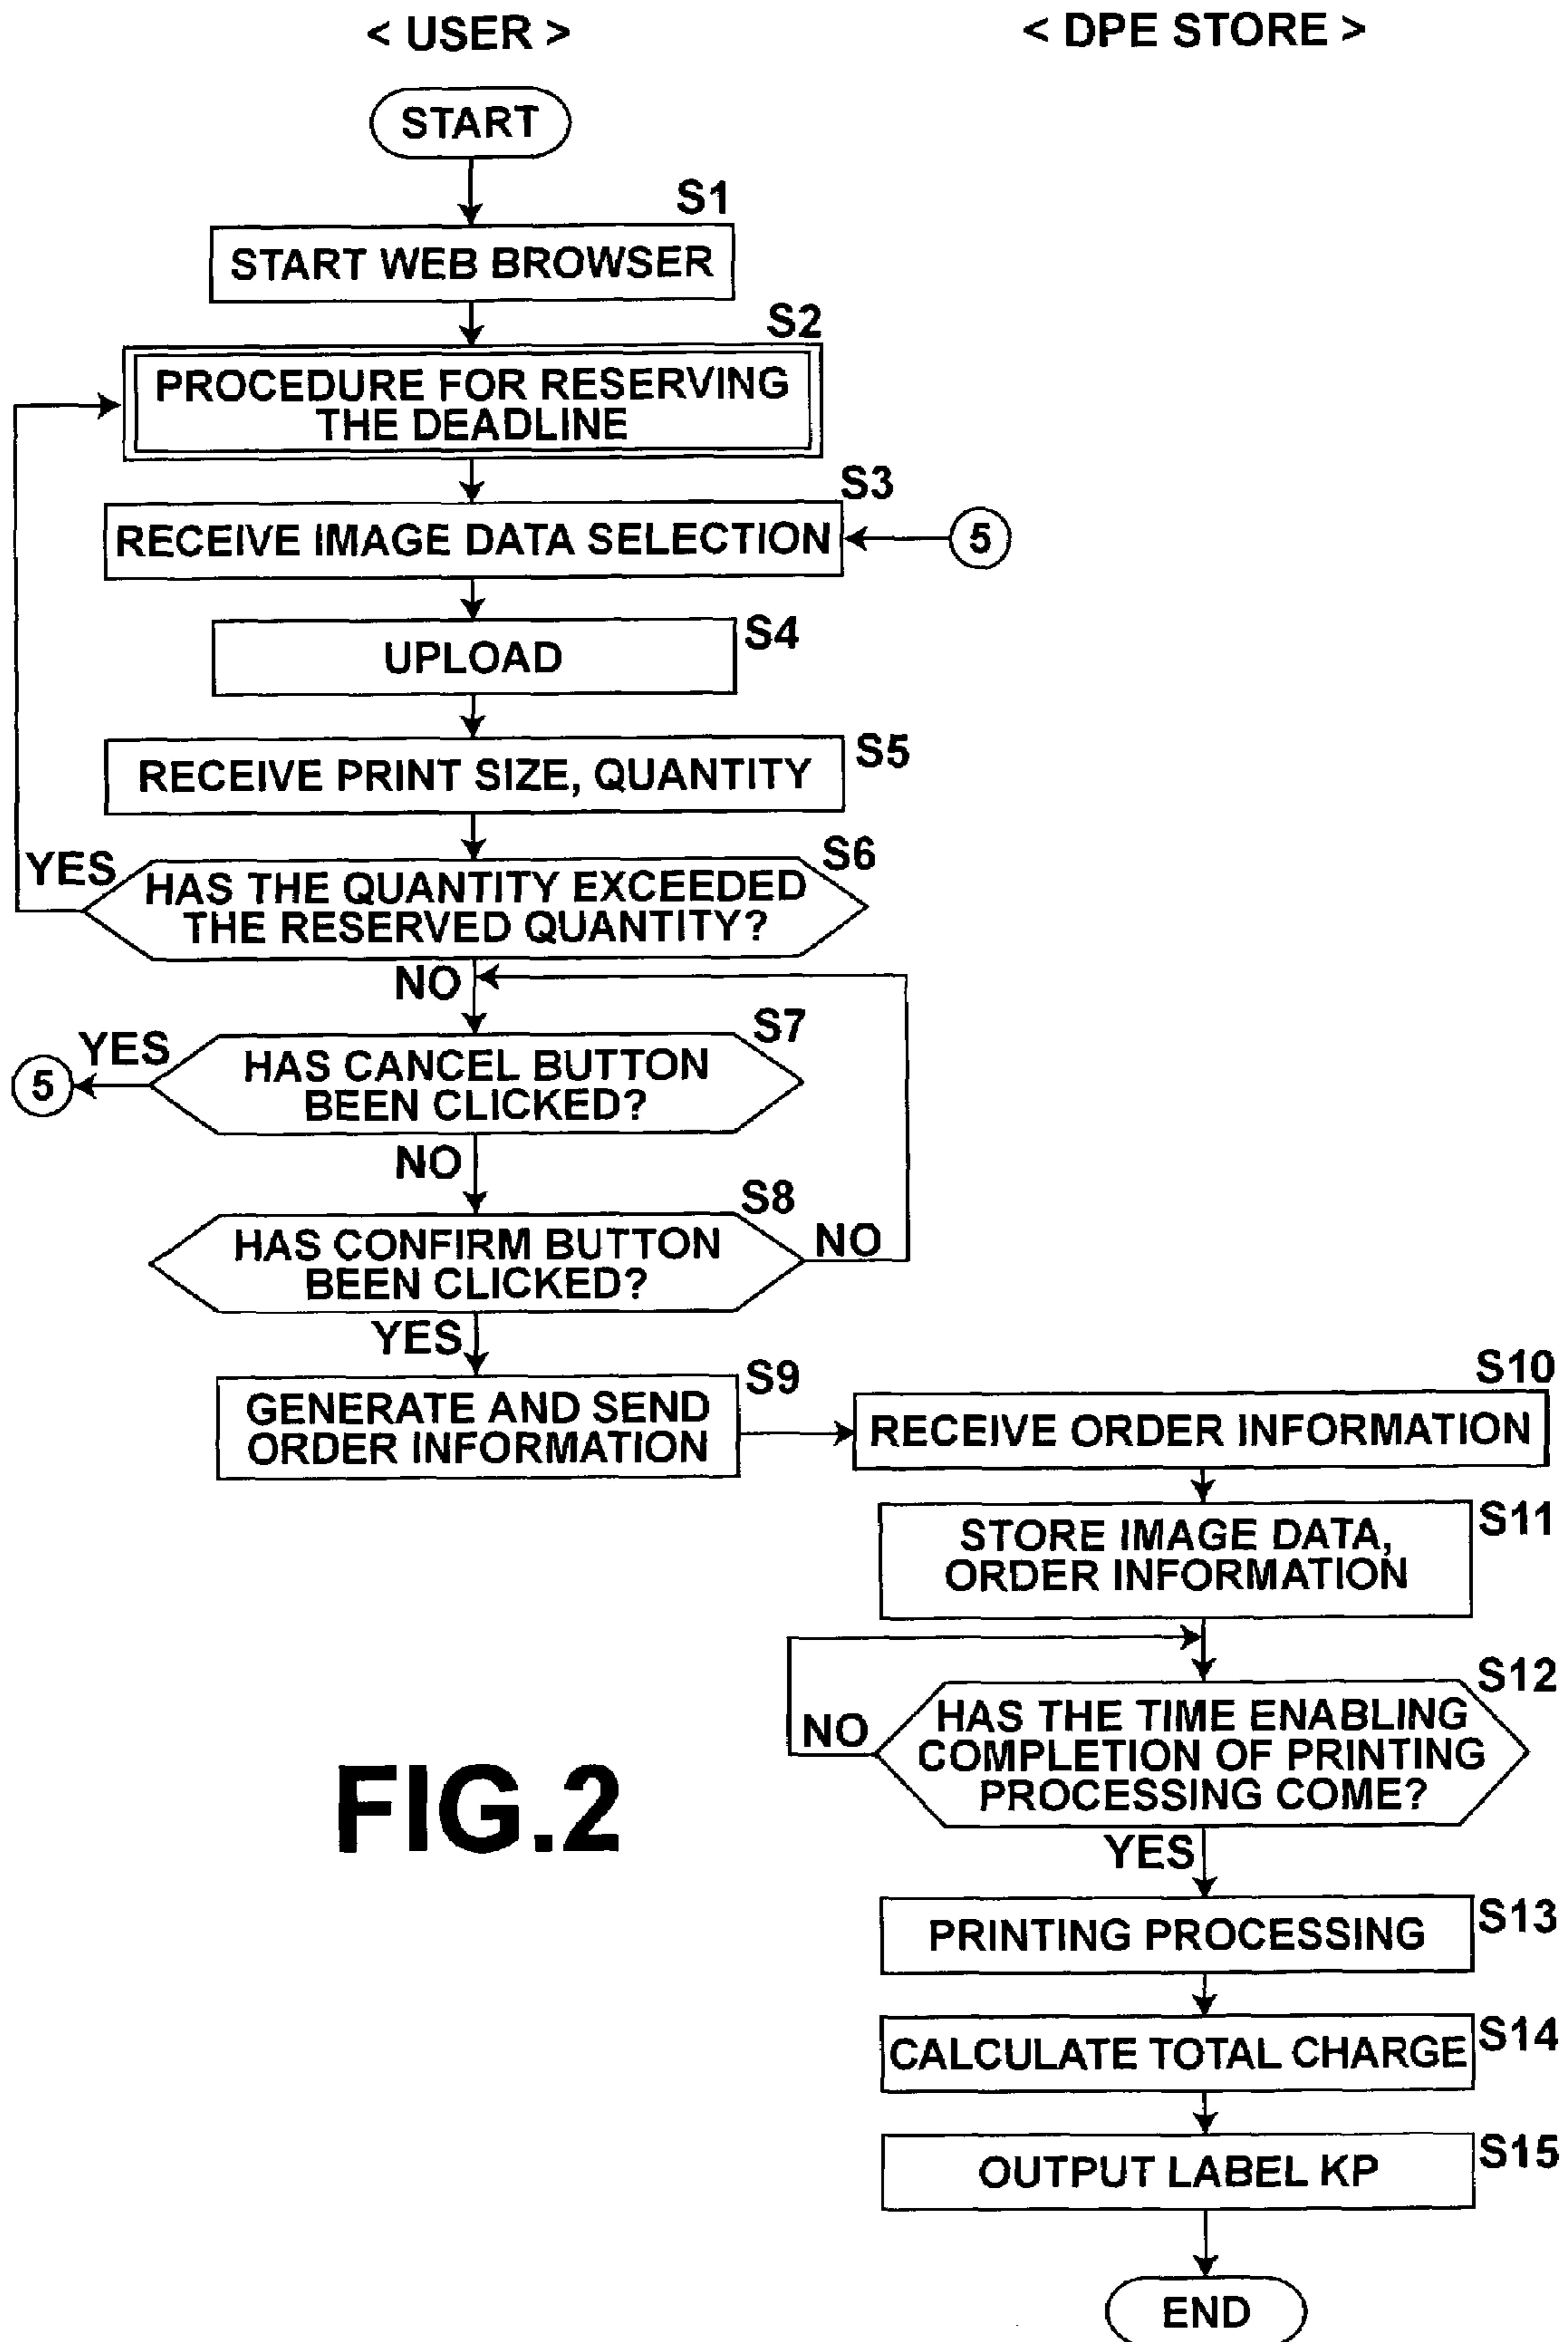 < USER >
< DPE STORE >
START
S1
START WEB BROWSER
S2
PROCEDURE FOR RESERVING
THE DEADLINE
S3
RECEIVE IMAGE DATA SELECTION
5
S4
UPLOAD
S5
RECEIVE PRINT SIZE, QUANTITY
S6
YES
HAS THE QUANTITY EXCEEDED
THE RESERVED QUANTITY?
NO
S7
YES
5
HAS CANCEL BUTTON
BEEN CLICKED?
NO
S8
HAS CONFIRM BUTTON
BEEN CLICKED?
NO
YES
S9
GENERATE AND SEND
ORDER INFORMATION
S10
RECEIVE ORDER INFORMATION
S11
STORE IMAGE DATA,
ORDER INFORMATION
S12
NO
HAS THE TIME ENABLING
COMPLETION OF PRINTING
PROCESSING COME?
YES
S13
PRINTING PROCESSING
S14
CALCULATE TOTAL CHARGE
S15
OUTPUT LABEL KP
END
FIG.2